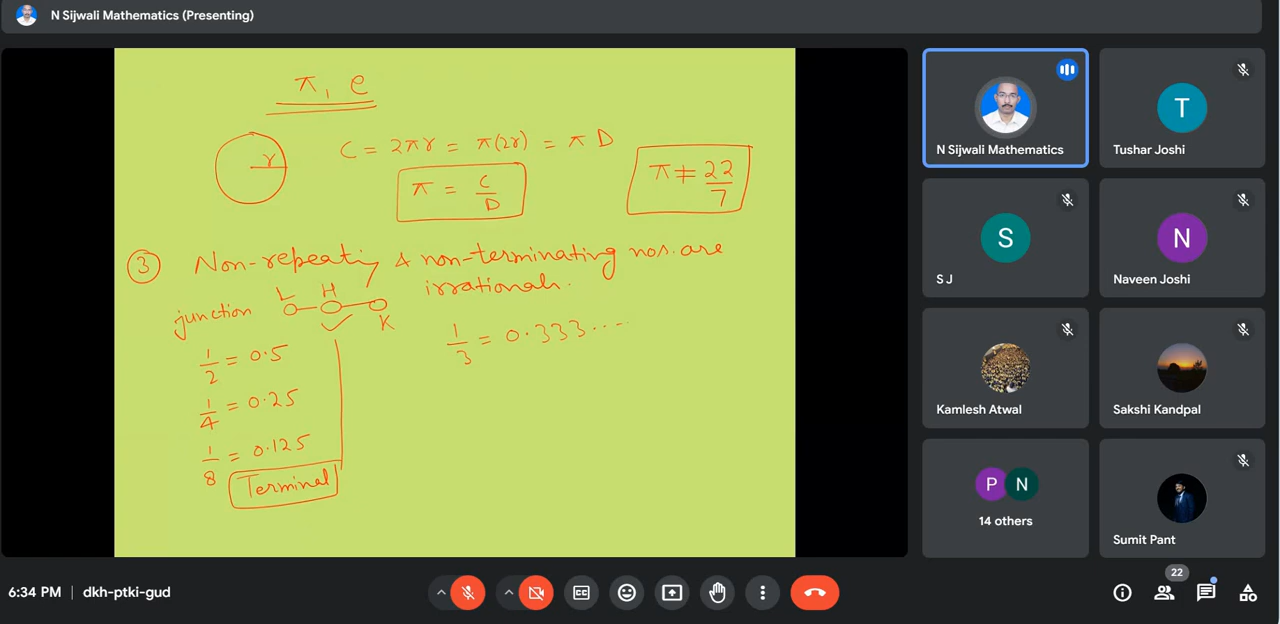 N Sijwali Mathematics (Presenting)
π, e
r
C = 2πr = π(2r) = π D
π = C/D
π ≠ 22/7
③ Non-repeating & non-terminating nos. are
irrationals.
junction L H K
1/2 = 0.5
1/4 = 0.25
1/8 = 0.125
Terminal
1/3 = 0.333.....
N Sijwali Mathematics
T
Tushar Joshi
S
S J
N
Naveen Joshi
Kamlesh Atwal
Sakshi Kandpal
P N
14 others
Sumit Pant
6:34 PM | dkh-ptki-gud
CC
22